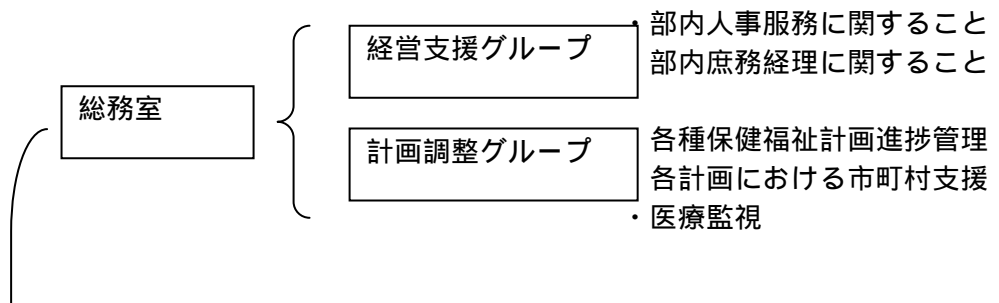 総務室
経営支援グループ
・部内人事服務に関すること
部内庶務経理に関すること
計画調整グループ
各種保健福祉計画進捗管理
各計画における市町村支援
・医療監視